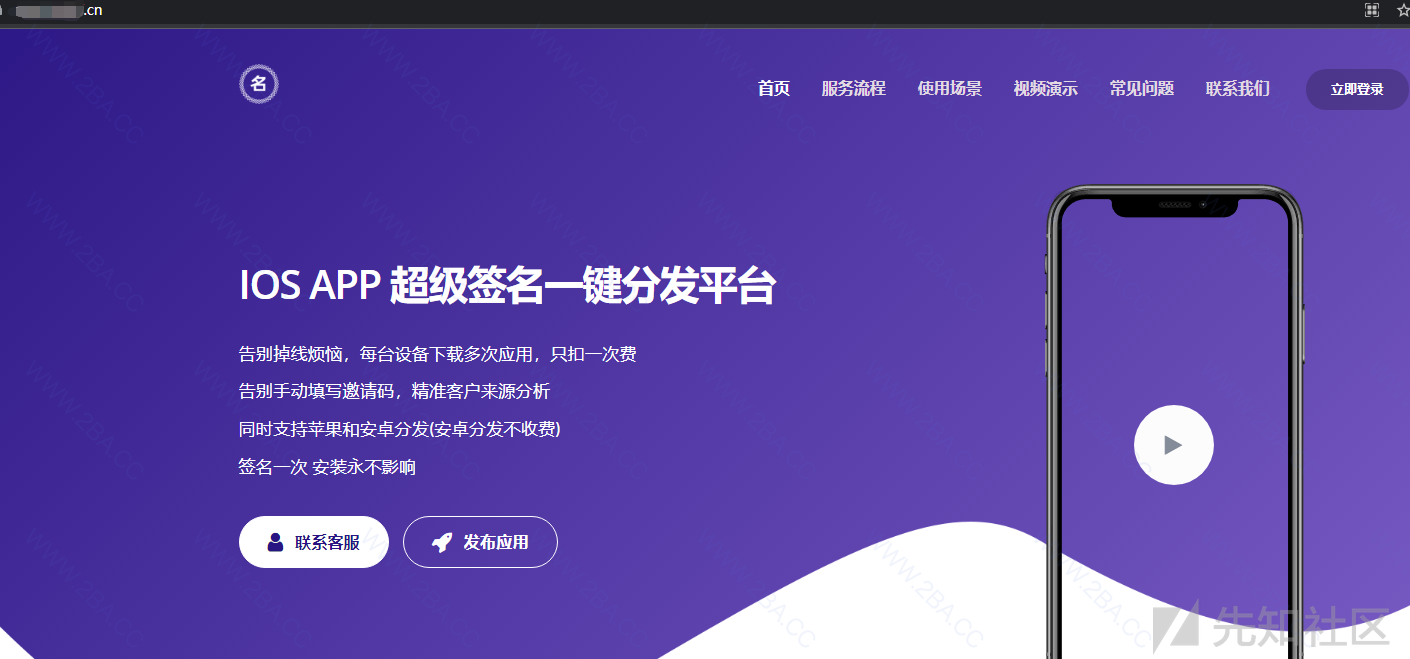 .cn
名
首页 服务流程 使用场景 视频演示 常见问题 联系我们 立即登录
IOS APP 超级签名一键分发平台
告别掉线烦恼，每台设备下载多次应用，只扣一次费
告别手动填写邀请码，精准客户来源分析
同时支持苹果和安卓分发(安卓分发不收费)
签名一次 安装永不影响
联系客服 发布应用
WWW.2BA.CC
先知社区